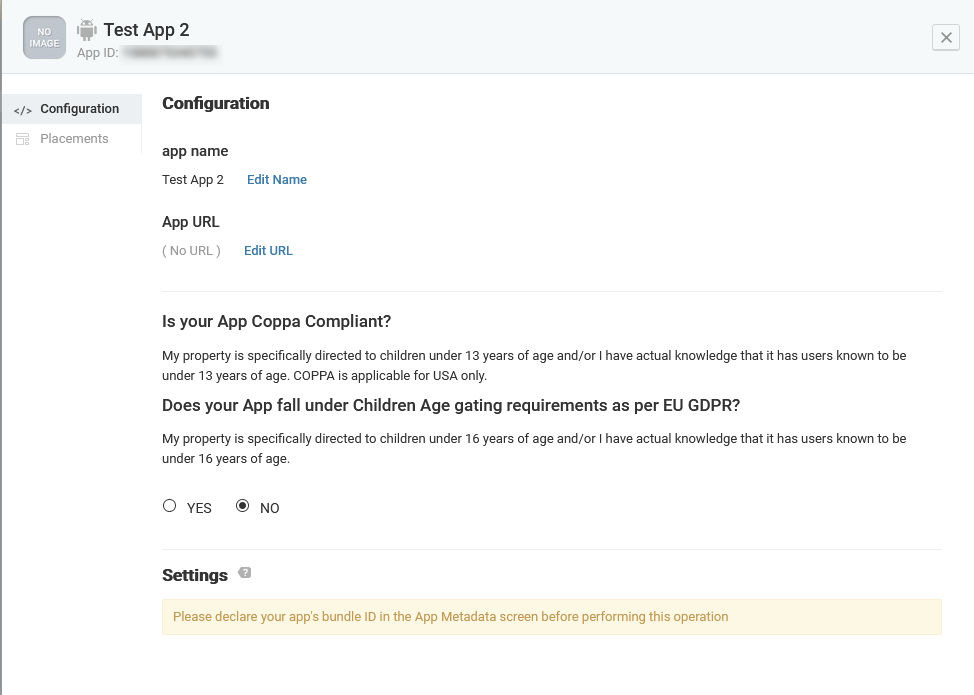 NO
IMAGE
Test App 2
App ID:
</> Configuration
Placements
Configuration
app name
Test App 2 Edit Name
App URL
( No URL ) Edit URL
Is your App Coppa Compliant?
My property is specifically directed to children under 13 years of age and/or I have actual knowledge that it has users known to be
under 13 years of age. COPPA is applicable for USA only.
Does your App fall under Children Age gating requirements as per EU GDPR?
My property is specifically directed to children under 16 years of age and/or I have actual knowledge that it has users known to be
under 16 years of age.
YES NO
Settings ?
Please declare your app's bundle ID in the App Metadata screen before performing this operation